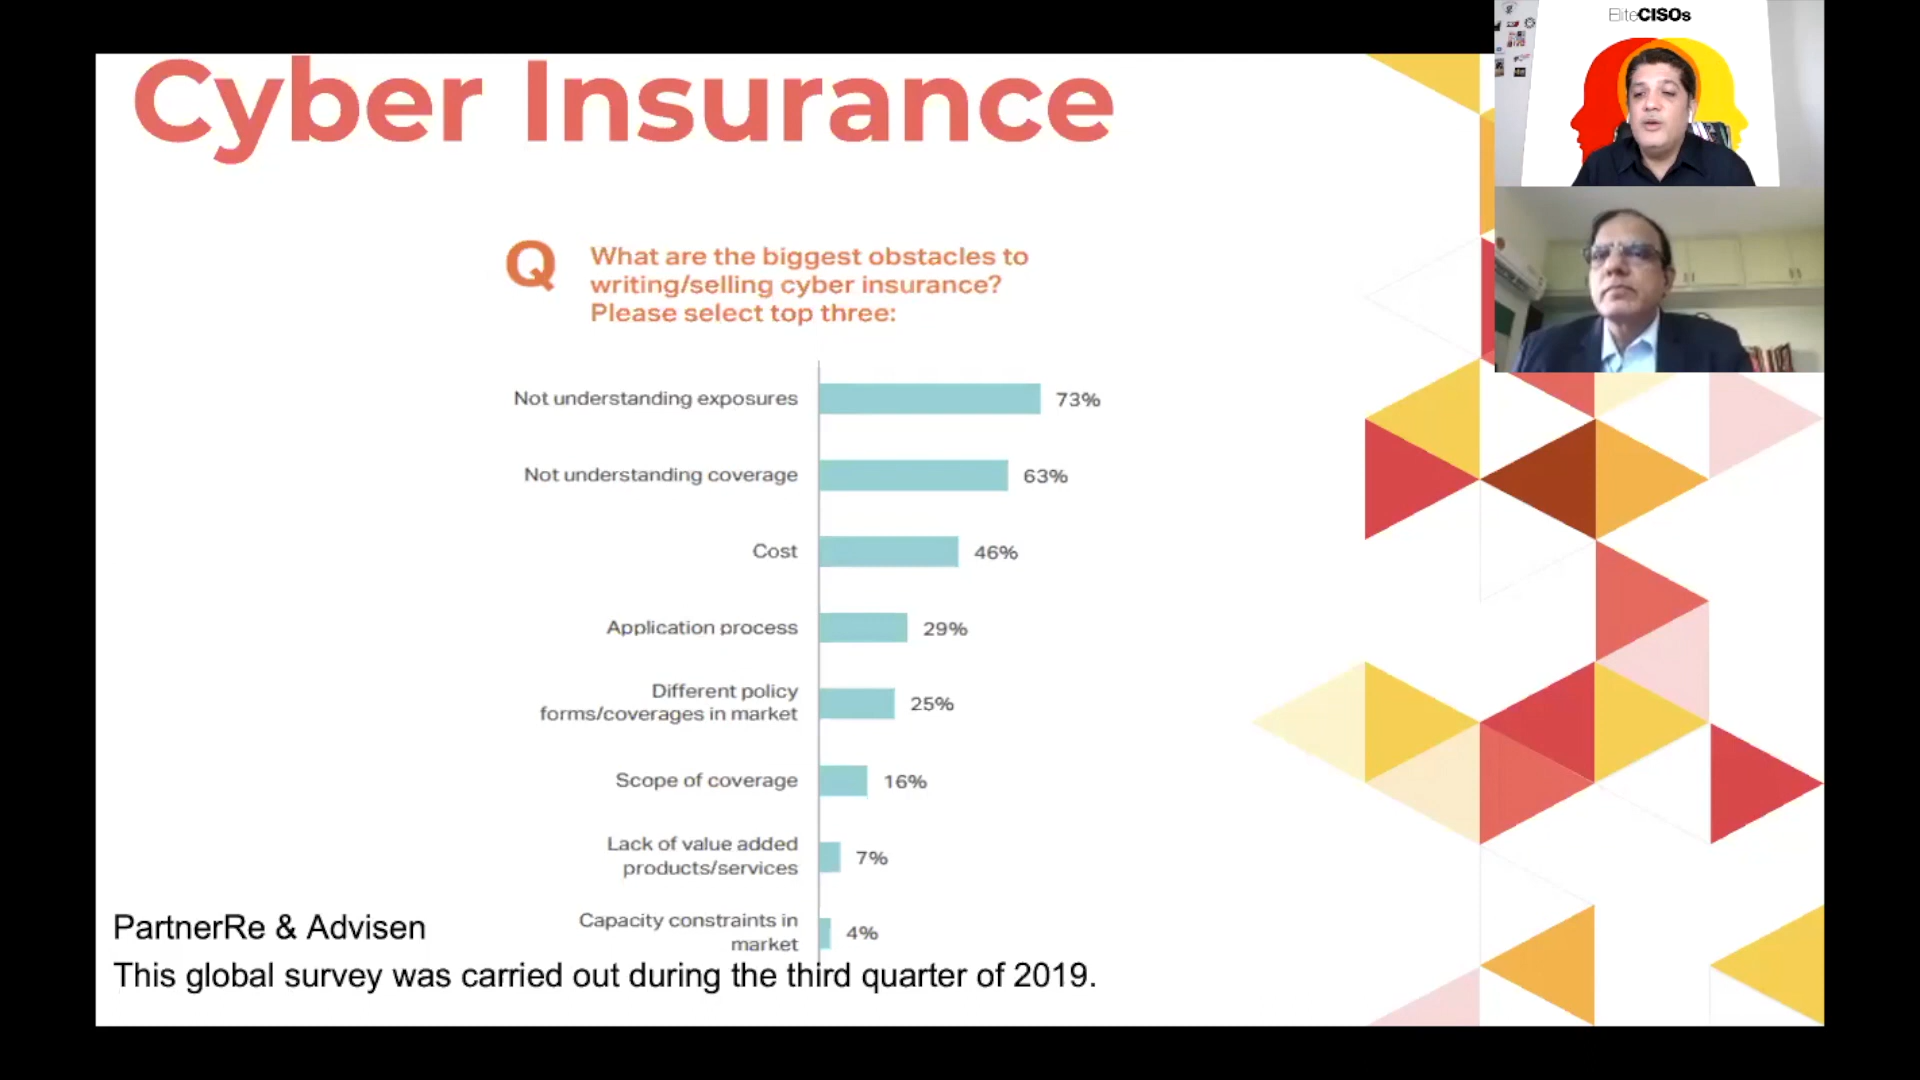 EliteCISOs
Cyber Insurance
Q
What are the biggest obstacles to
writing/selling cyber insurance?
Please select top three:
Not understanding exposures 73%
Not understanding coverage 63%
Cost 46%
Application process 29%
Different policy
forms/coverages in market 25%
Scope of coverage 16%
Lack of value added
products/services 7%
Capacity constraints in
market 4%
PartnerRe & Advisen
This global survey was carried out during the third quarter of 2019.